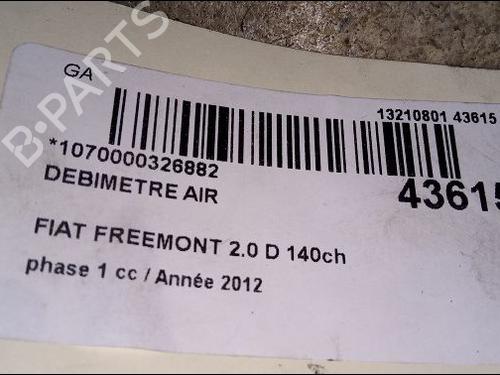 GA
B-PARTS
13210801 43615
*1070000326882
DEBIMETRE AIR
43615
FIAT FREEMONT 2.0 D 140ch
phase 1 cc / Année 2012